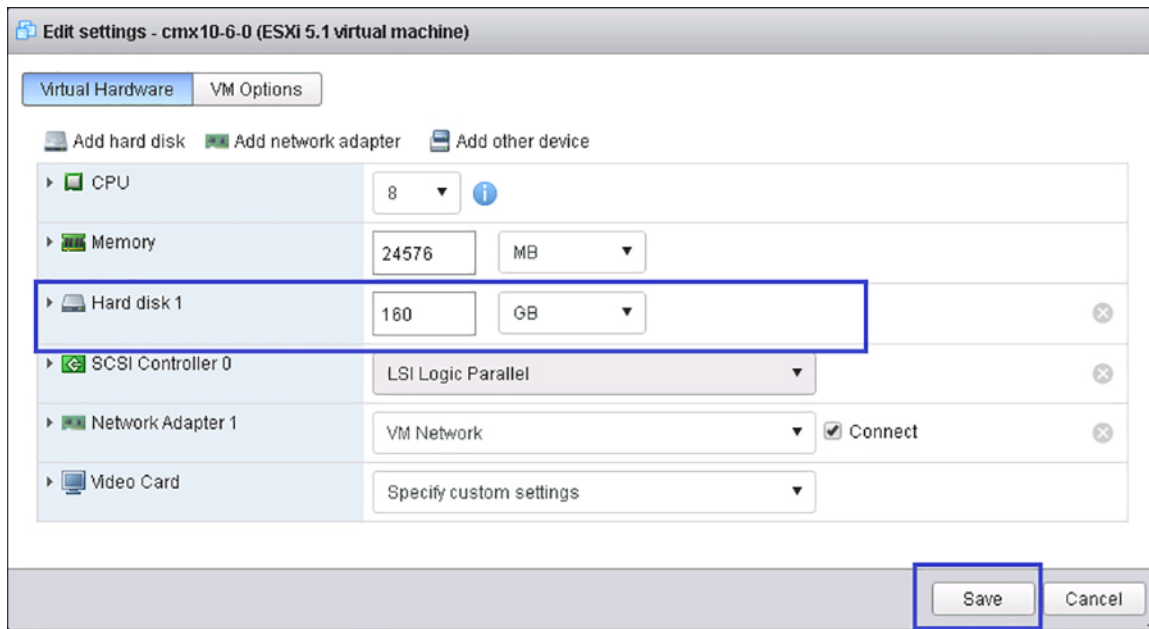 Edit settings - cmx10-6-0 (ESXi 5.1 virtual machine)
Virtual Hardware VM Options
Add hard disk Add network adapter Add other device
CPU 8
Memory 24576 MB
Hard disk 1 160 GB
SCSI Controller 0 LSI Logic Parallel
Network Adapter 1 VM Network Connect
Video Card Specify custom settings
Save Cancel